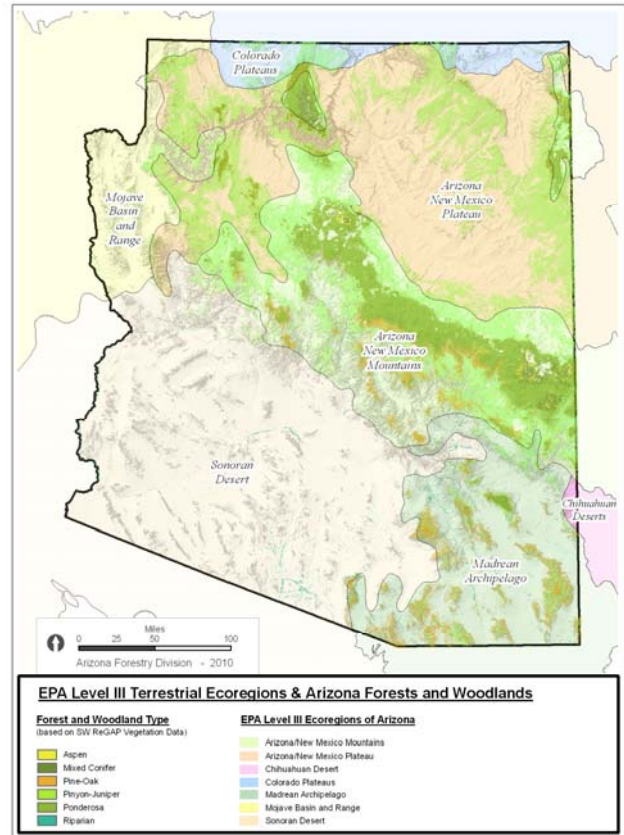 Colorado
Plateaus
Mojave
Basin
and
Range
Arizona
New Mexico
Plateau
Arizona
New Mexico
Mountains
Sonoran
Desert
Chihuahuan
Deserts
Madrean
Archipelago
Miles
0 25 50 100
Arizona Forestry Division - 2010
EPA Level III Terrestrial Ecoregions & Arizona Forests and Woodlands
Forest and Woodland Type
(based on SW ReGAP Vegetation Data)
Aspen
Mixed Conifer
Pine-Oak
Pinyon-Juniper
Ponderosa
Riparian
EPA Level III Ecoregions of Arizona
Arizona/New Mexico Mountains
Arizona/New Mexico Plateau
Chihuahuan Desert
Colorado Plateaus
Madrean Archipelago
Mojave Basin and Range
Sonoran Desert